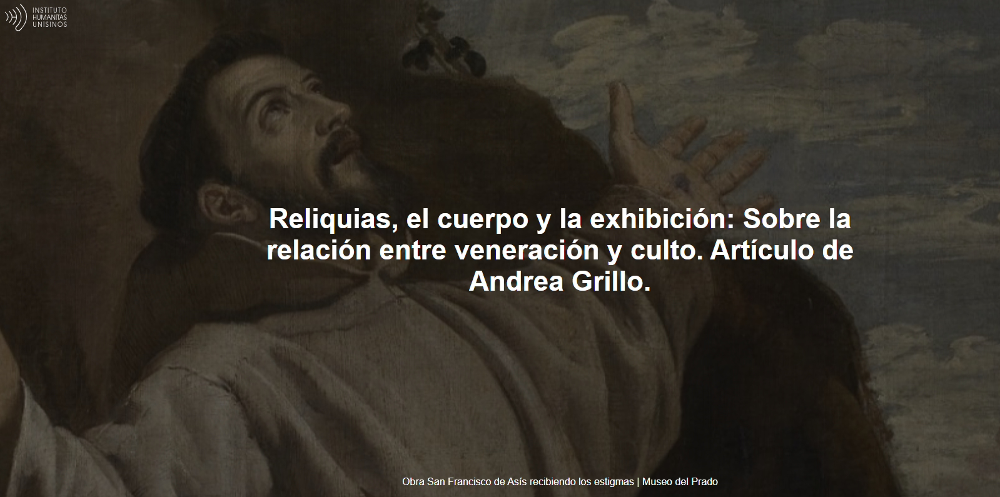 INSTITUTO
HUMANITAS
UNISINOS
Reliquias, el cuerpo y la exhibición: Sobre la
relación entre veneración y culto. Artículo de
Andrea Grillo.
Obra San Francisco de Asís recibiendo los estigmas | Museo del Prado